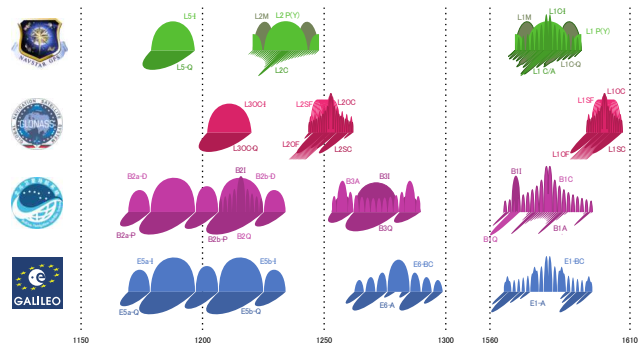 L5-I
L2M
L2 P(Y)
L1OI
L1M
L1 P(Y)
NAVSTAR GPS
L5-Q
L2C
L1 C/A
L1O-Q
L3OC-I
L2SF
L2OC
L1OC
L1SF
GLONASS
L3OC-Q
L2OF
L2SC
L1OF
L1SC
B2a-D
B2I
B2b-D
B3A
B3I
B1I
B1C
B2a-P
B2b-P
B2Q
B3Q
B1Q
B1A
E5a-I
E5b-I
E6-BC
E1-BC
GALILEO
E5a-Q
E5b-Q
E6-A
E1-A
1150
1200
1250
1300
1560
1610